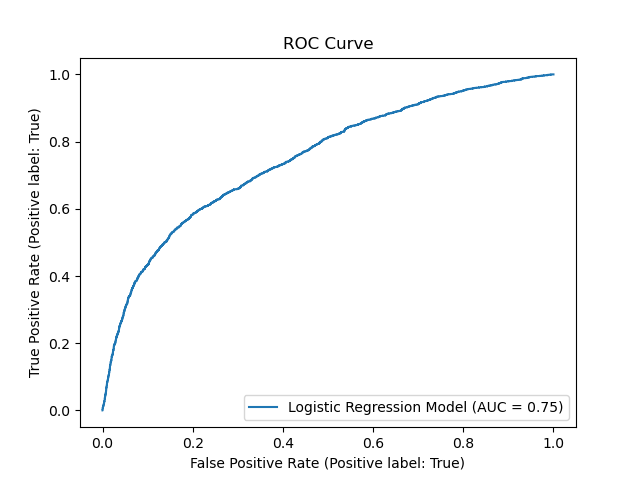 ROC Curve
True Positive Rate (Positive label: True)
1.0
0.8
0.6
0.4
0.2
0.0
Logistic Regression Model (AUC = 0.75)
0.0 0.2 0.4 0.6 0.8 1.0
False Positive Rate (Positive label: True)